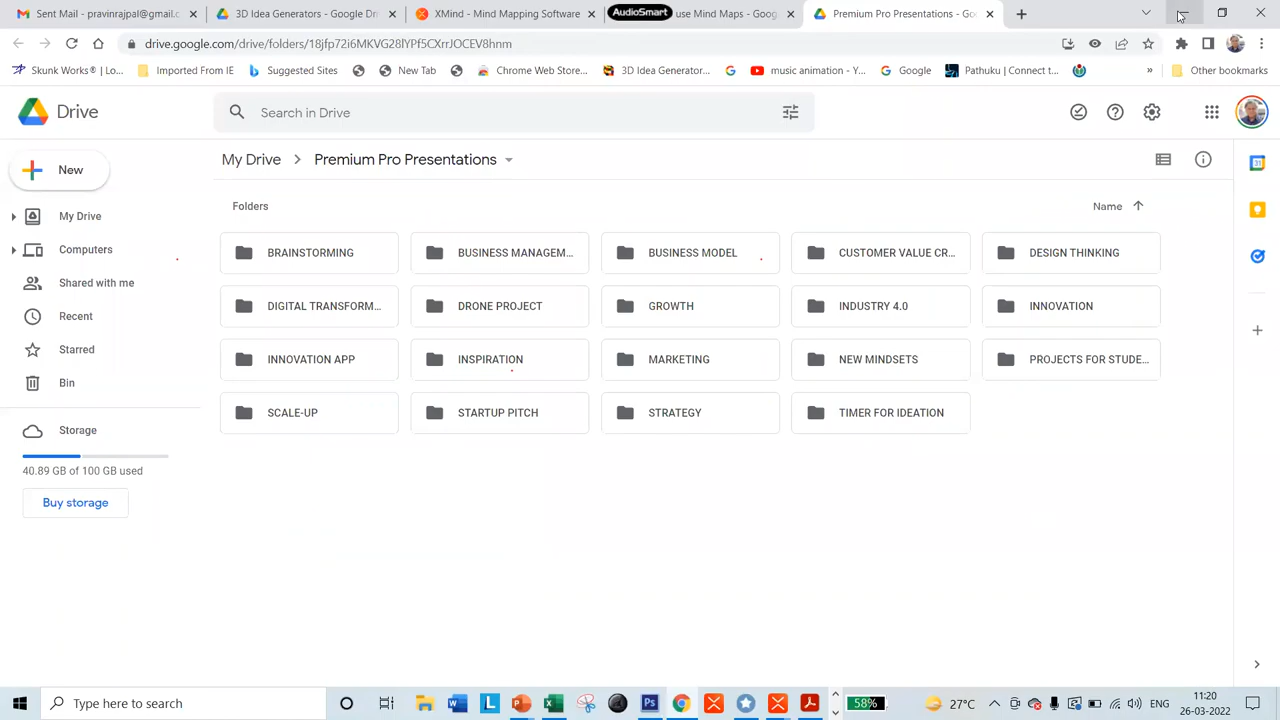 Sent Mail - ravindripal@gmail.c
3D Idea Generator - Google
XMind - Mind Mapping Software
AudioSmart
use Mind Maps - Goog
Premium Pro Presentations - Go
drive.google.com/drive/folders/
Skunk Works® | Lo...
Imported From IE
Suggested Sites
New Tab
Chrome Web Store...
3D Idea Generator...
music animation - Y...
Google
Pathuku | Connect t...
»
Other bookmarks
Drive
Search in Drive
New
My Drive
Premium Pro Presentations
My Drive
Computers
Shared with me
Recent
Starred
Bin
Storage
40.89 GB of 100 GB used
Buy storage
Folders
Name
BRAINSTORMING
BUSINESS MANAGEM...
BUSINESS MODEL
CUSTOMER VALUE CR...
DESIGN THINKING
DIGITAL TRANSFORM...
DRONE PROJECT
GROWTH
INDUSTRY 4.0
INNOVATION
INNOVATION APP
INSPIRATION
MARKETING
NEW MINDSETS
PROJECTS FOR STUDE...
SCALE-UP
STARTUP PITCH
STRATEGY
TIMER FOR IDEATION
31
Type here to search
58%
27°C
ENG
11:20
26-03-2022